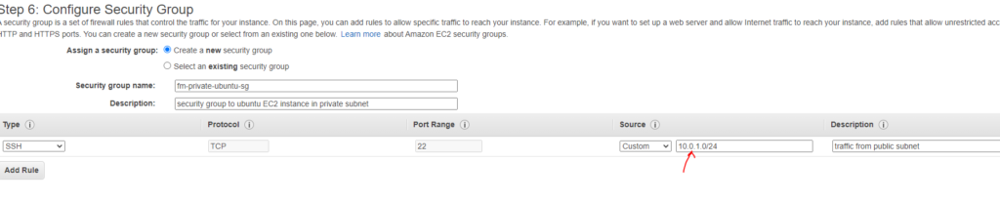 Step 6: Configure Security Group
A security group is a set of firewall rules that control the traffic for your instance. On this page, you can add rules to allow specific traffic to reach your instance. For example, if you want to set up a web server and allow Internet traffic to reach your instance, add rules that allow unrestricted acc
HTTP and HTTPS ports. You can create a new security group or select from an existing one below. Learn more about Amazon EC2 security groups.
Assign a security group: Create a new security group
Select an existing security group
Security group name: fm-private-ubuntu-sg
Description: security group to ubuntu EC2 instance in private subnet
Type i Protocol i Port Range i Source i Description i
SSH TCP 22 Custom 10.0.1.0/24 traffic from public subnet
Add Rule